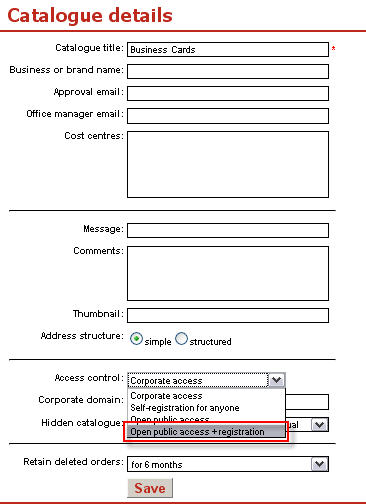 Catalogue details
Catalogue title: Business Cards *
Business or brand name:
Approval email:
Office manager email:
Cost centres:
Message:
Comments:
Thumbnail:
Address structure: simple structured
Access control: Corporate access
Corporate access
Corporate domain:
Self-registration for anyone
Open public access
Hidden catalogue: ual
Open public access + registration
Retain deleted orders: for 6 months
Save